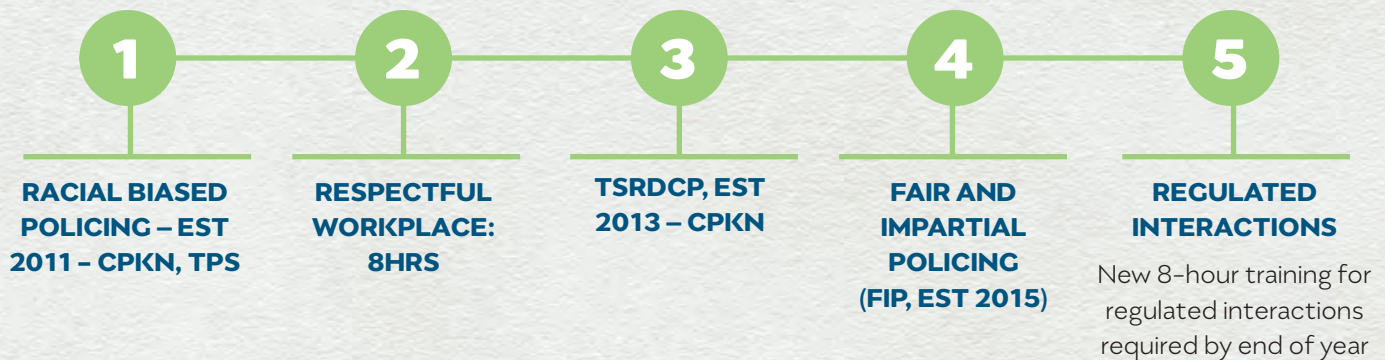 1
2
3
4
5
RACIAL BIASED
POLICING – EST
2011 – CPKN, TPS
RESPECTFUL
WORKPLACE:
8HRS
TSRDCP, EST
2013 – CPKN
FAIR AND
IMPARTIAL
POLICING
(FIP, EST 2015)
REGULATED
INTERACTIONS
New 8-hour training for
regulated interactions
required by end of year